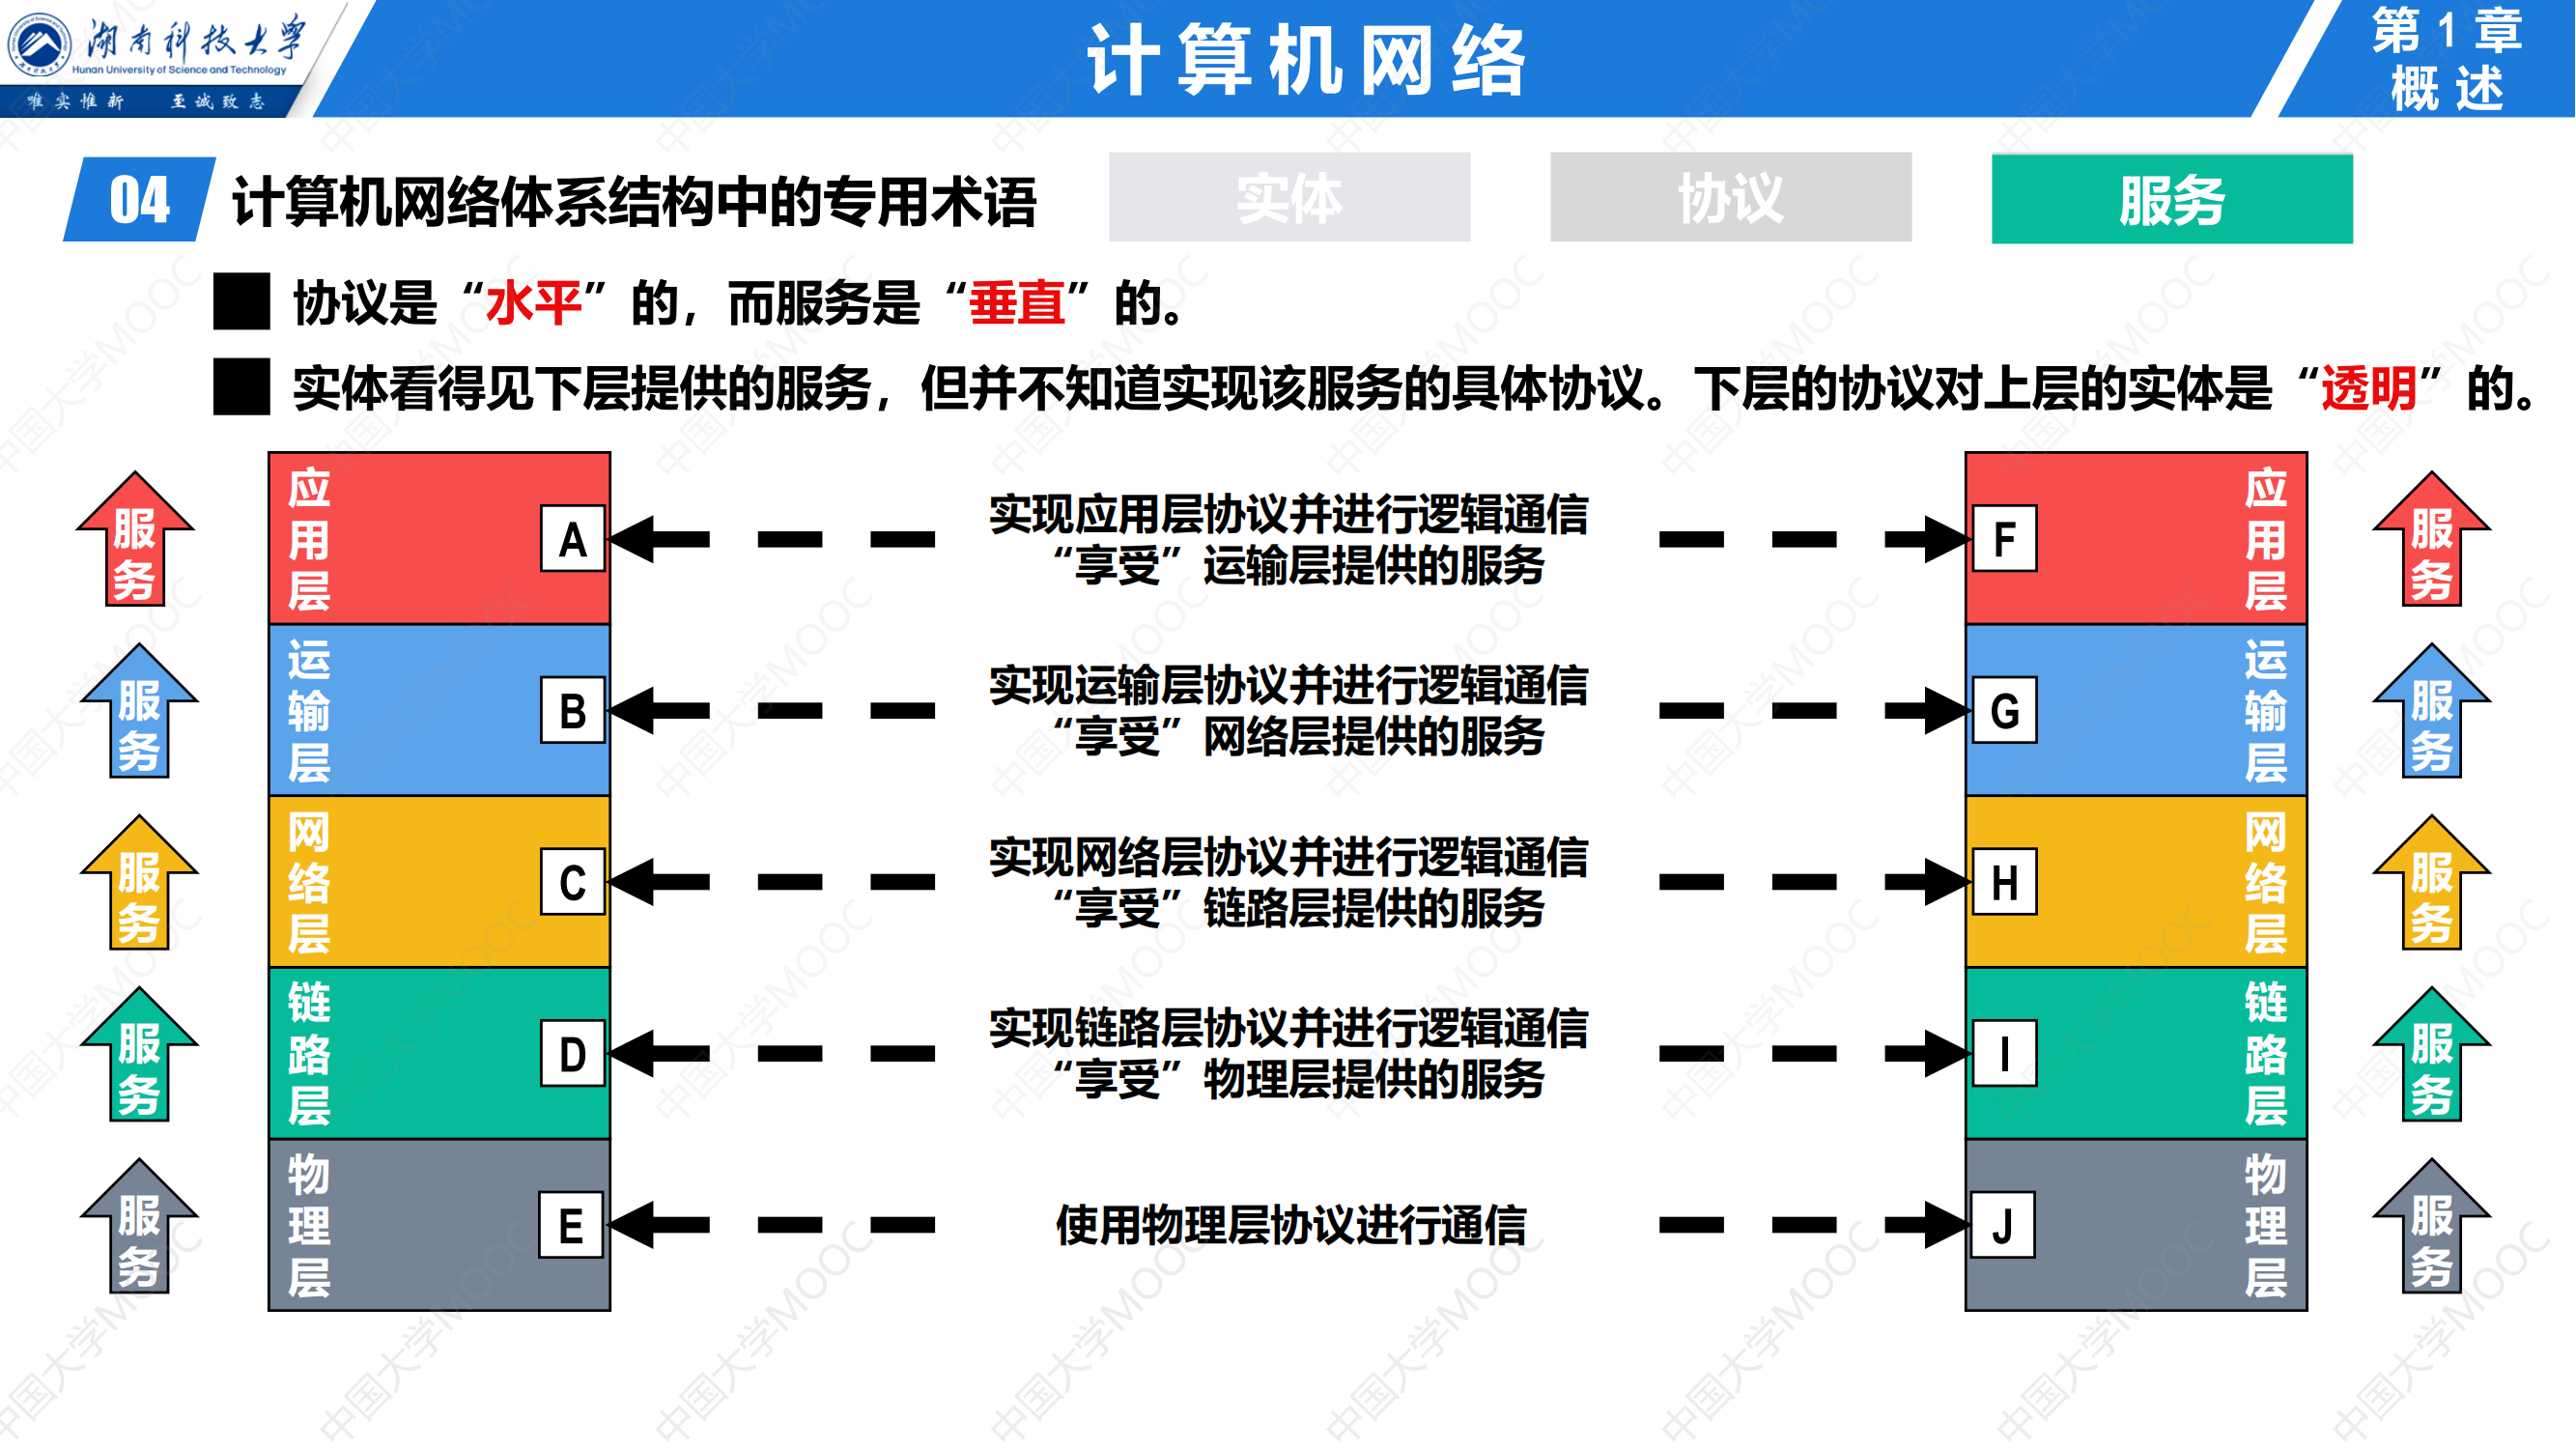 湖南科技大学
Hunan University of Science and Technology
唯实惟新 至诚致志
计算机网络
第1章
概述
04
计算机网络体系结构中的专用术语
实体
协议
服务
协议是“水平”的，而服务是“垂直”的。
实体看得见下层提供的服务，但并不知道实现该服务的具体协议。下层的协议对上层的实体是“透明”的。
服务
应用层
A
实现应用层协议并进行逻辑通信
“享受”运输层提供的服务
F
应用层
服务
服务
运输层
B
实现运输层协议并进行逻辑通信
“享受”网络层提供的服务
G
运输层
服务
服务
网络层
C
实现网络层协议并进行逻辑通信
“享受”链路层提供的服务
H
网络层
服务
服务
链路层
D
实现链路层协议并进行逻辑通信
“享受”物理层提供的服务
I
链路层
服务
服务
物理层
E
使用物理层协议进行通信
J
物理层
服务
中国大学MOOC